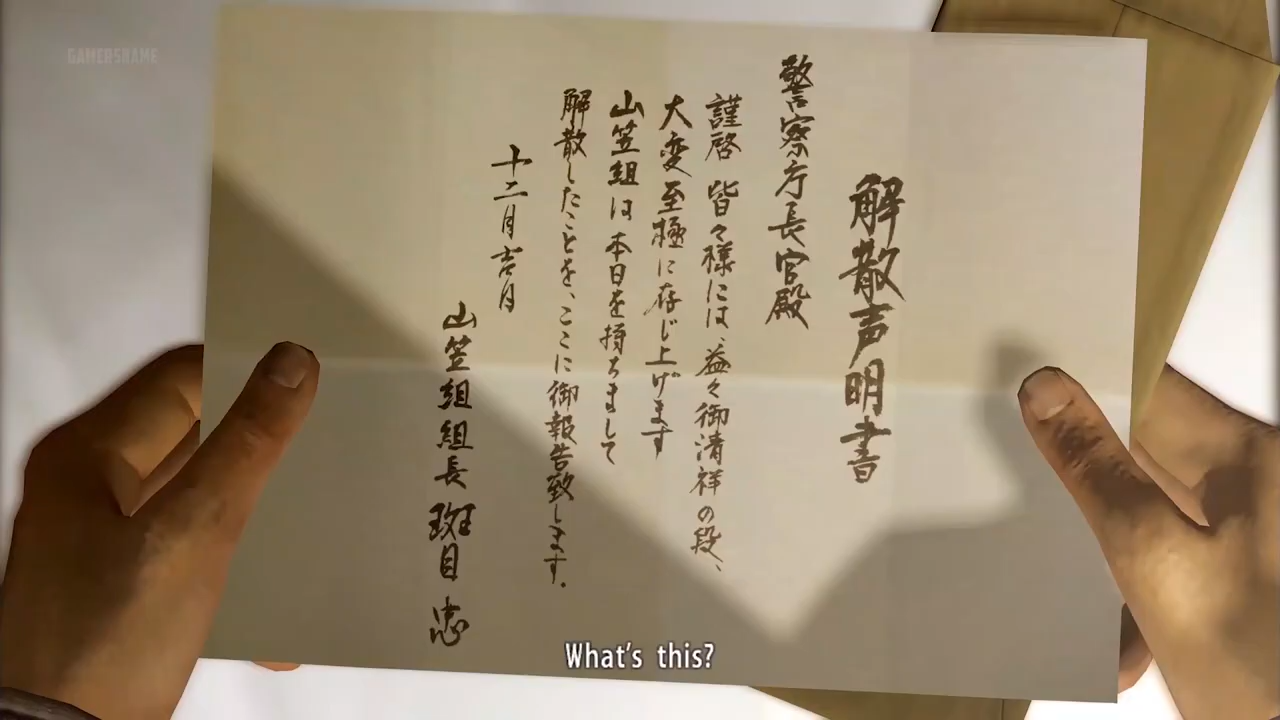 解散声明書
警察庁長官殿
謹啓 皆々様には、益々御清祥の段、
大変至極に存じ上げます
山笠組は本日を持ちまして
解散したことを、ここに御報告致します。
十二月吉日
山笠組組長 斑目 忠
What's this?
GAMERSRAME